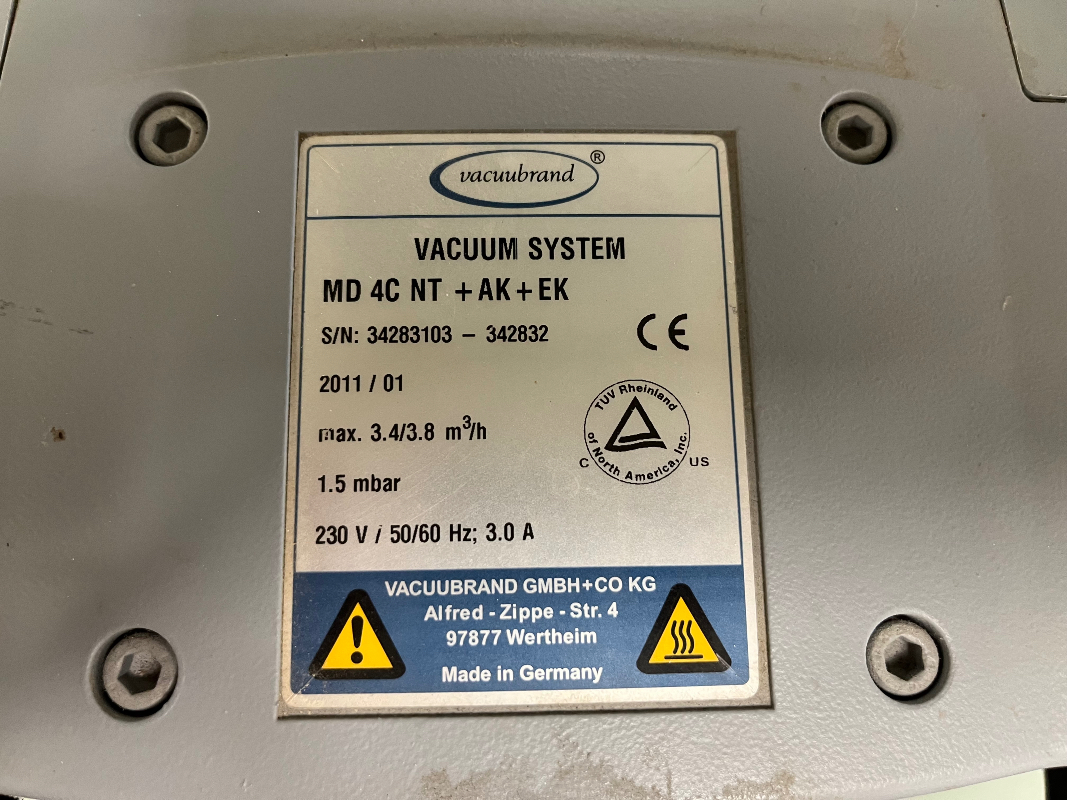 vacuubrand ®
VACUUM SYSTEM
MD 4C NT + AK + EK
S/N: 34283103 – 342832
CE
2011 / 01
TÜV Rheinland
of North America, Inc.
C US
max. 3.4/3.8 m³/h
1.5 mbar
230 V / 50/60 Hz; 3.0 A
VACUUBRAND GMBH+CO KG
Alfred - Zippe - Str. 4
97877 Wertheim
Made in Germany